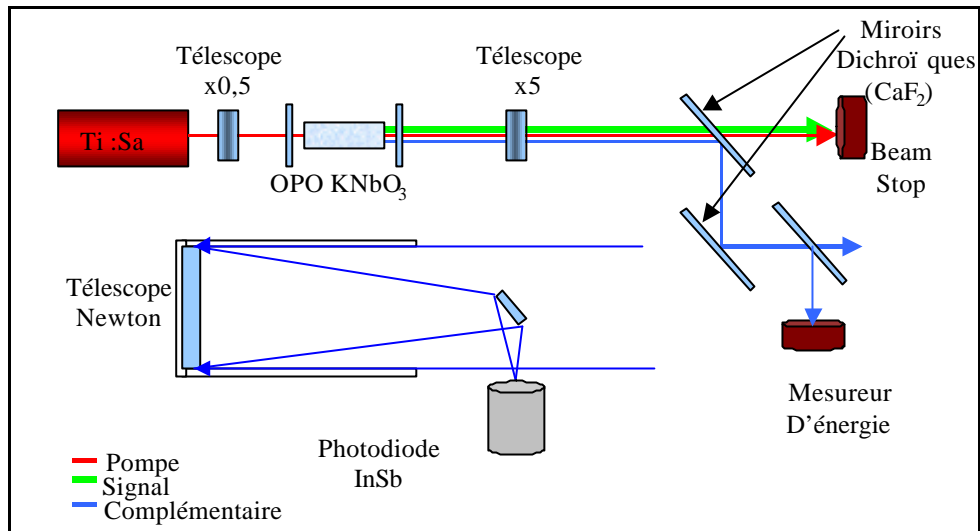 Télescope
x0,5
Télescope
x5
Miroirs
Dichroï ques
(CaF2)
Ti :Sa
OPO KNbO3
Beam
Stop
Télescope
Newton
Mesureur
D'énergie
Photodiode
InSb
Pompe
Signal
Complémentaire